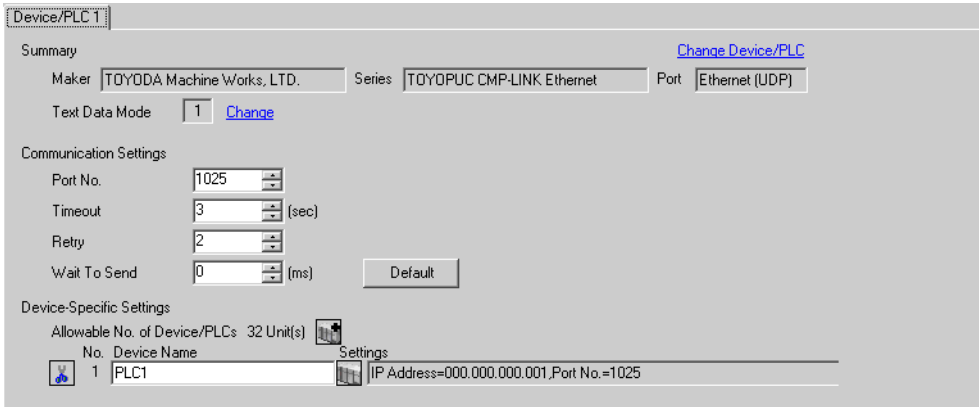 Device/PLC 1
Summary Change Device/PLC
Maker TOYODA Machine Works, LTD. Series TOYOPUC CMP-LINK Ethernet Port Ethernet (UDP)
Text Data Mode 1 Change
Communication Settings
Port No. 1025
Timeout 3 (sec)
Retry 2
Wait To Send 0 (ms) Default
Device-Specific Settings
Allowable No. of Device/PLCs 32 Unit(s)
No. Device Name Settings
1 PLC1 IP Address=000.000.000.001,Port No.=1025